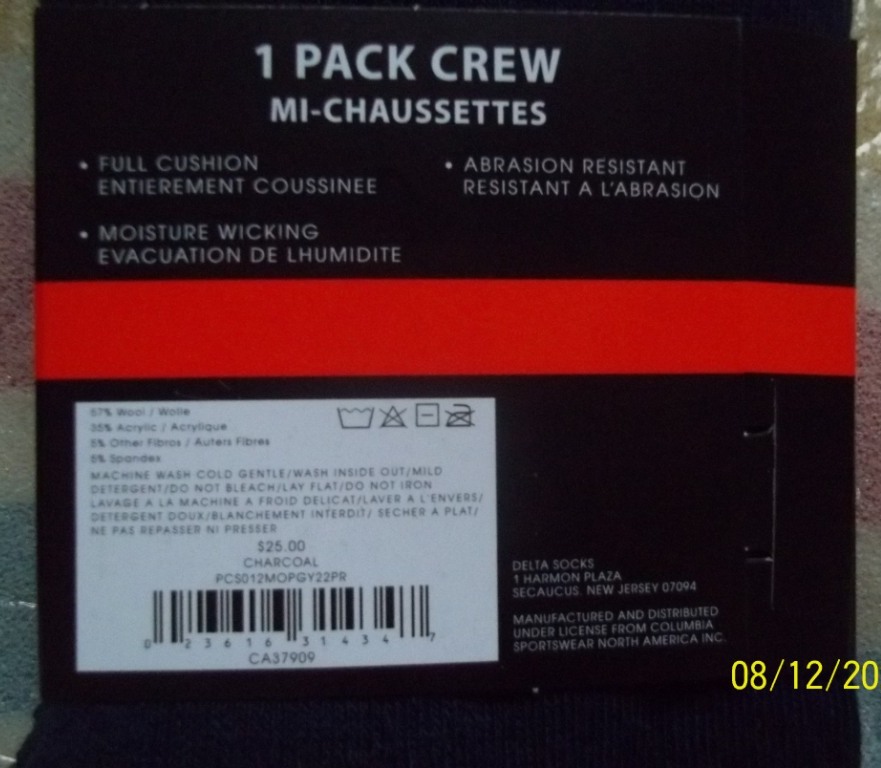 1 PACK CREW
MI-CHAUSSETTES
• FULL CUSHION
ENTIEREMENT COUSSINEE
• ABRASION RESISTANT
RESISTANT A L'ABRASION
• MOISTURE WICKING
EVACUATION DE LHUMIDITE
57% Wool / Wolle
35% Acrylic / Acrylique
5% Other Fibros / Auters Fibres
Spandex
MACHINE WASH COLD GENTLE/WASH INSIDE OUT/MILD
DETERGENT/DO NOT BLEACH/LAY FLAT/DO NOT IRON
LAVAGE A LA MACHINE A FROID DELICAT/LAVER A L'ENVERS/
DETERGENT DOUX/BLANCHEMENT INTERDIT/ SECHER A PLAT/
NE PAS REPASSER NI PRESSER
$25.00
CHARCOAL
PCS012MOPGY22PR
0 23616 31434 7
CA37909
DELTA SOCKS
1 HARMON PLAZA
SECAUCUS. NEW JERSEY 07094
MANUFACTURED AND DISTRIBUTED
UNDER LICENSE FROM COLUMBIA
SPORTSWEAR NORTH AMERICA INC.
08/12/20